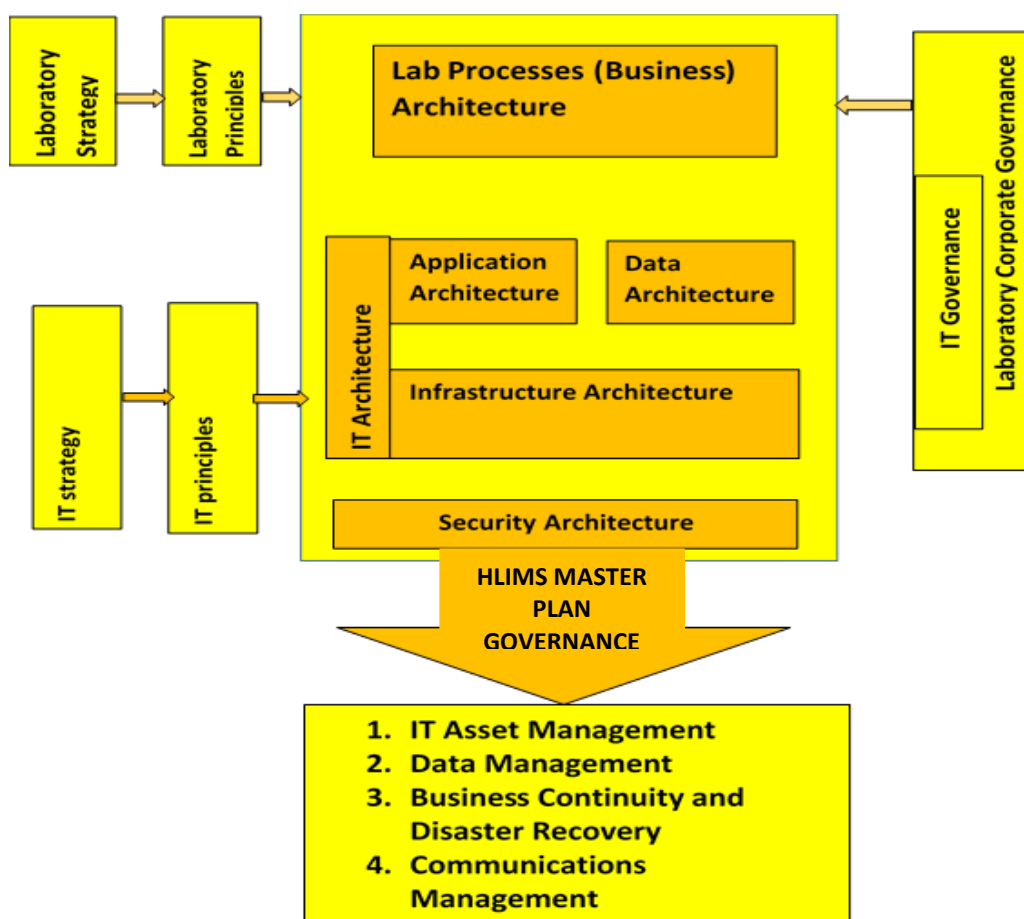 Laboratory
Strategy
Laboratory
Principles
Lab Processes (Business)
Architecture
Laboratory Corporate Governance
IT Governance
IT Architecture
Application
Architecture
Data
Architecture
Infrastructure Architecture
IT strategy
IT principles
Security Architecture
HLIMS MASTER
PLAN
GOVERNANCE
1. IT Asset Management
2. Data Management
3. Business Continuity and
Disaster Recovery
4. Communications
Management